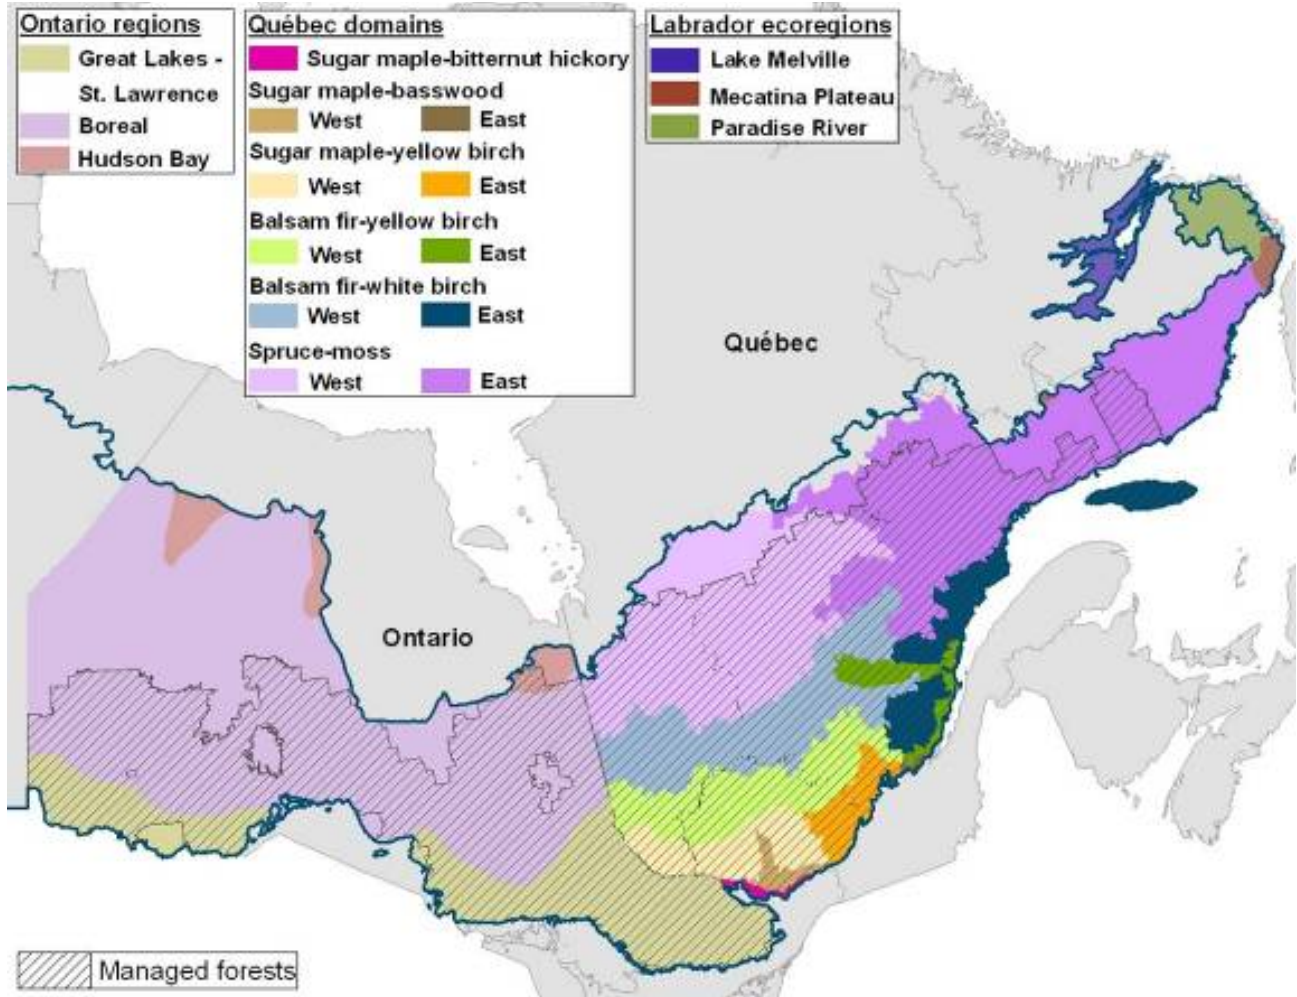 Ontario regions
Great Lakes -
St. Lawrence
Boreal
Hudson Bay
Québec domains
Sugar maple-bitternut hickory
Sugar maple-basswood
West East
Sugar maple-yellow birch
West East
Balsam fir-yellow birch
West East
Balsam fir-white birch
West East
Spruce-moss
West East
Labrador ecoregions
Lake Melville
Mecatina Plateau
Paradise River
Québec
Ontario
Managed forests